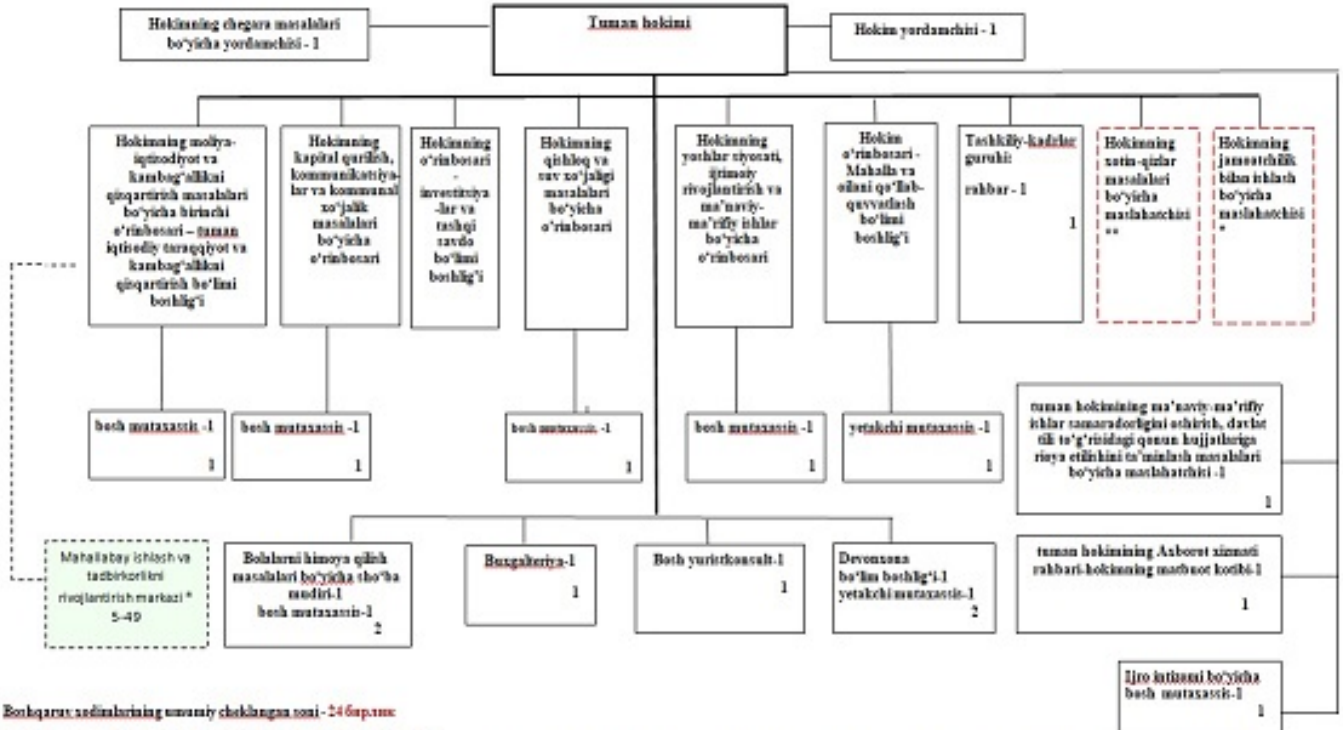 Hokimning chegara masalalari
bo'yicha yordamchisi - 1
Tuman hokimi
Hokim yordamchisi - 1
Hokimning moliya-
iqtisodiyot va
kambag'allikni
qisqartirish masalalari
bo'yicha birinchi
o'rinbosari – tuman
iqtisodiy taraqqiyot va
kambag'allikni
qisqartirish bo'limi
boshlig'i
Hokimning
kapital qurilish,
kommunikatsiya-
lar va kommunal
xo'jalik
masalalari
bo'yicha
o'rinbosari
Hokimning
o'rinbosari
-
investitsiya
-lar va
tashqi
savdo
bo'limi
boshlig'i
Hokimning
qishloq va
suv xo'jaligi
masalalari
bo'yicha
o'rinbosari
Hokimning
yoshlar siyosati,
ijtimoiy
rivojlantirish va
ma'naviy-
ma'rifiy ishlar
bo'yicha
o'rinbosari
Hokim
o'rinbosari -
Mahalla va
oilani qo'llab-
quvvatlash
bo'limi
boshlig'i
Tashkiliy-kadrlar
guruhi:
rahbar - 1
1
Hokimning
xotin-qizlar
masalalari
bo'yicha
maslahatchisi
**
Hokimning
jamoatchilik
bilan ishlash
bo'yicha
maslahatchisi
*
bosh mutaxassis -1
1
bosh mutaxassis -1
1
bosh mutaxassis -1
1
bosh mutaxassis -1
1
yetakchi mutaxassis -1
1
tuman hokimining ma'naviy-ma'rifiy
ishlar samaradorligini oshirish, davlat
tili to'g'risidagi qonun hujjatlariga
rioya etilishini ta'minlash masalalari
bo'yicha maslahatchisi -1
1
Mahallabay ishlash va
tadbirkorlikni
rivojlantirish markazi *
5-49
Bolalarni himoya qilish
masalalari bo'yicha sho'ba
mudiri-1
bosh mutaxassis-1
2
Buxgalteriya-1
1
Bosh yuriskonsult-1
1
Devonxona
bo'lim boshlig'i-1
yetakchi mutaxassis-1
2
tuman hokimining Axborot xizmati
rahbari-hokimning matbuot kotibi-1
1
Ijro intizomi bo'yicha
bosh mutaxassis-1
1
Boshqaruv xodimlarining umumiy cheklangan soni - 24